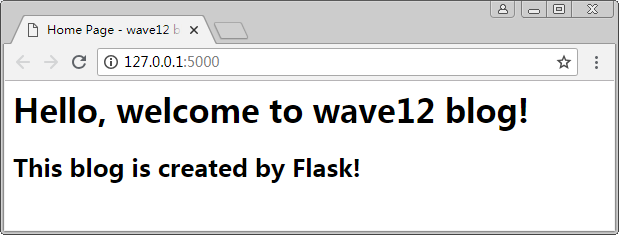 Home Page - wave12 b
127.0.0.1:5000
Hello, welcome to wave12 blog!
This blog is created by Flask!